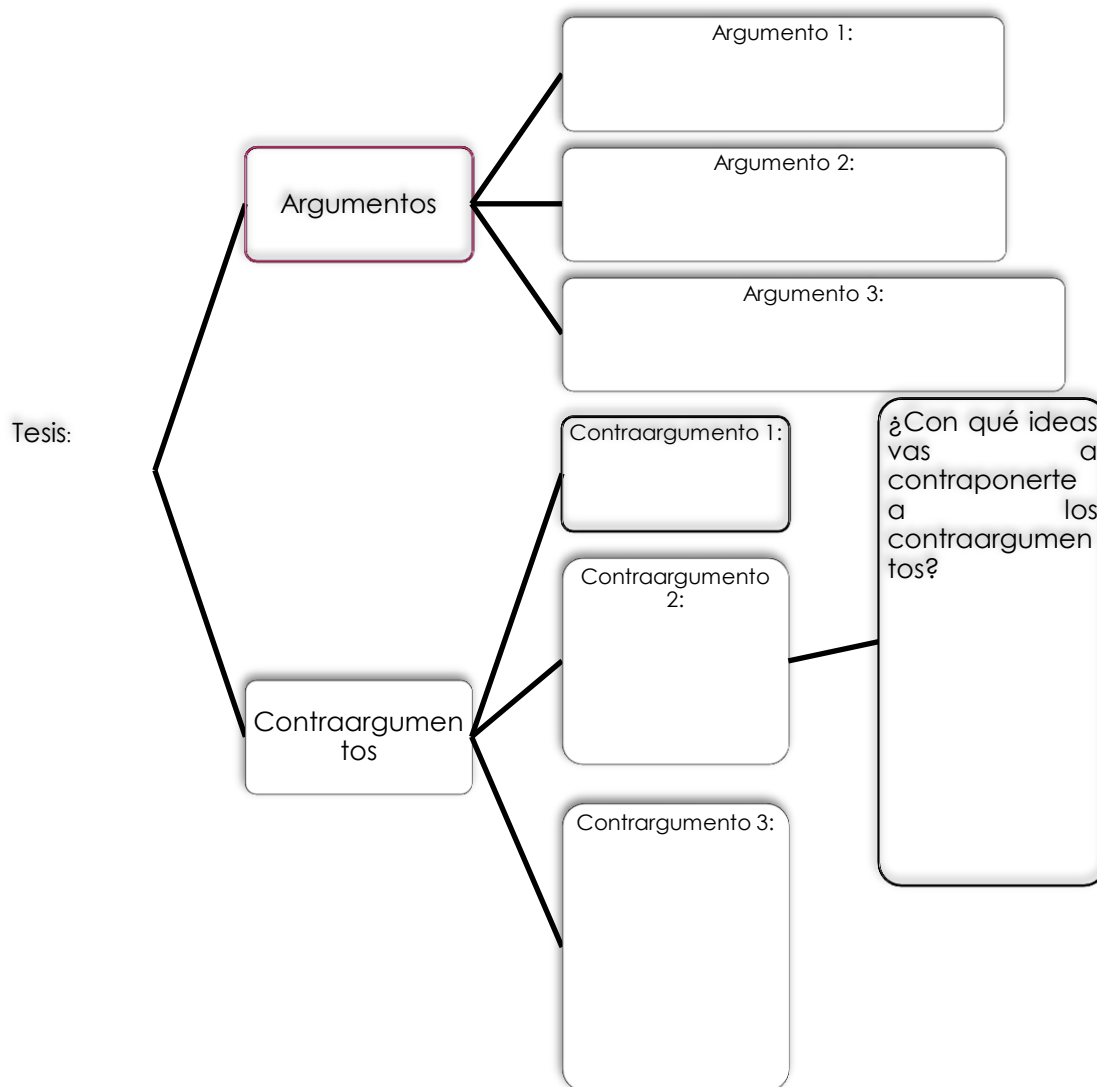 Argumento 1:
Argumento 2:
Argumentos
Argumento 3:
Tesis:
Contraargumento 1:
¿Con qué ideas
vas a
contraponerte
a los
contraargumen
tos?
Contraargumento
2:
Contraargumen
tos
Contrargumento 3: